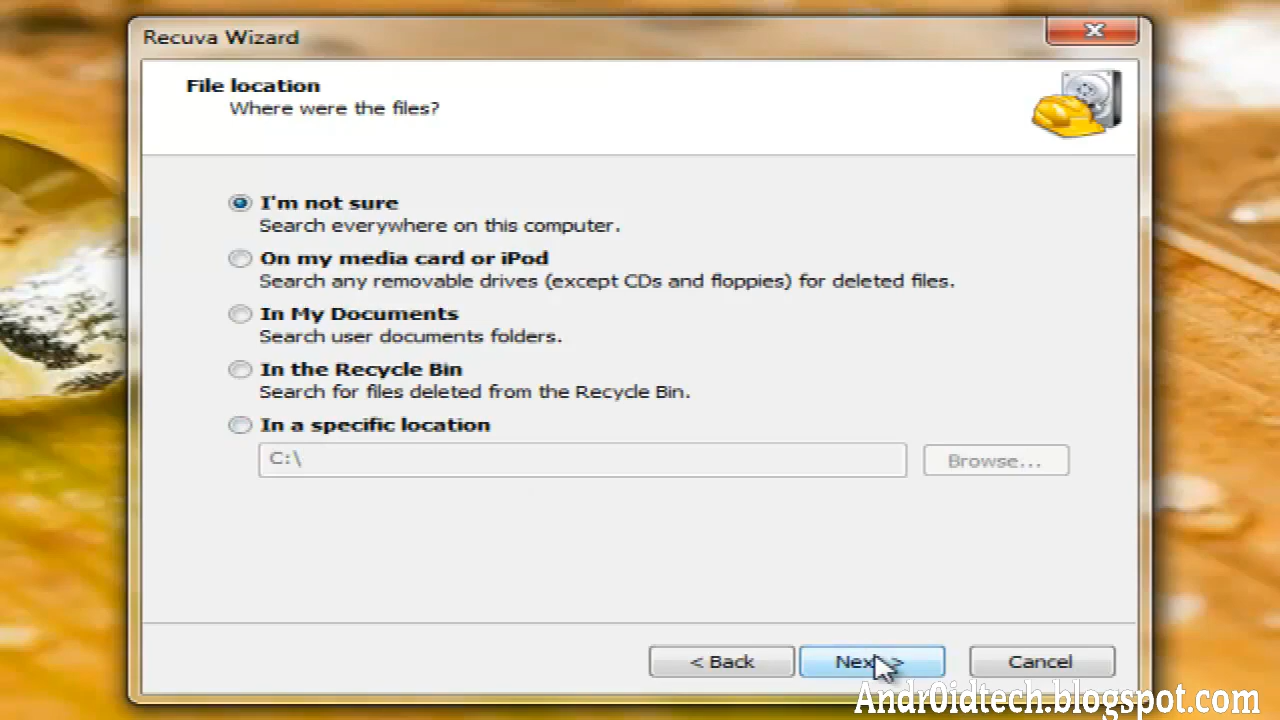 Recuva Wizard
File location
Where were the files?
I'm not sure
Search everywhere on this computer.
On my media card or iPod
Search any removable drives (except CDs and floppies) for deleted files.
In My Documents
Search user documents folders.
In the Recycle Bin
Search for files deleted from the Recycle Bin.
In a specific location
C:\
Browse...
< Back
Next >
Cancel
Andr0idtech.blogspot.com